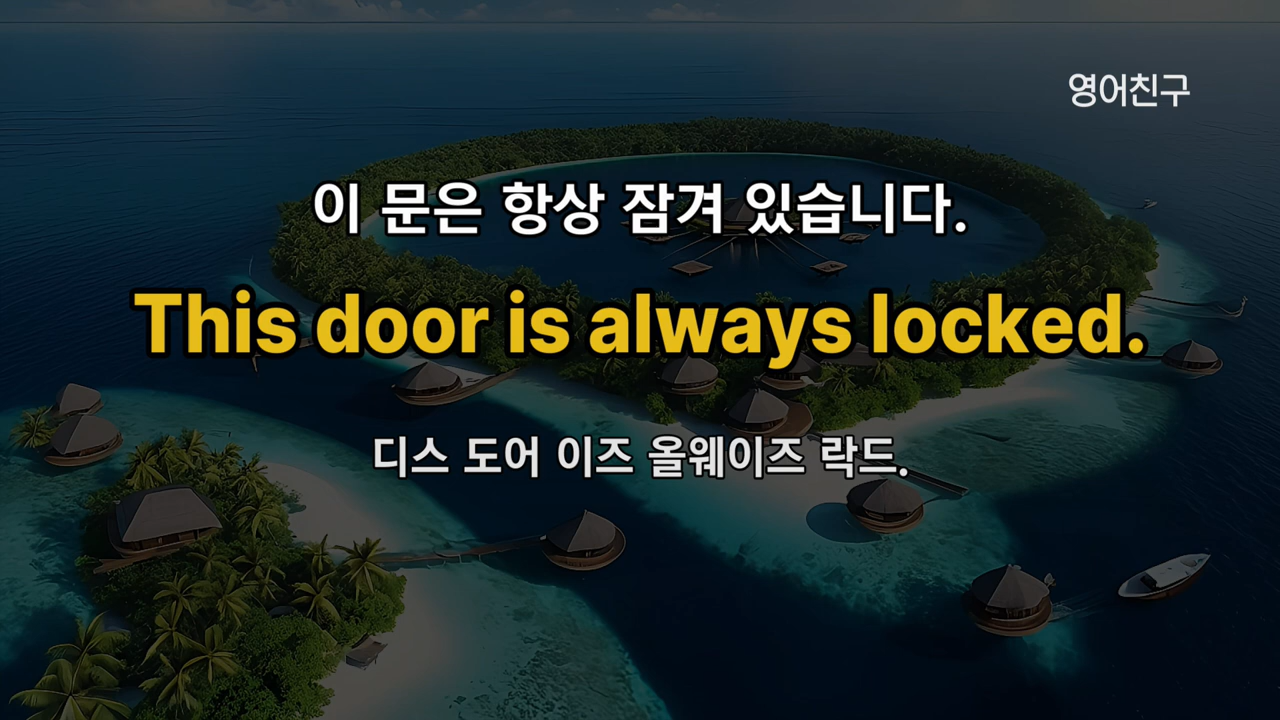 영어친구
이 문은 항상 잠겨 있습니다.
This door is always locked.
디스 도어 이즈 올웨이즈 락드.